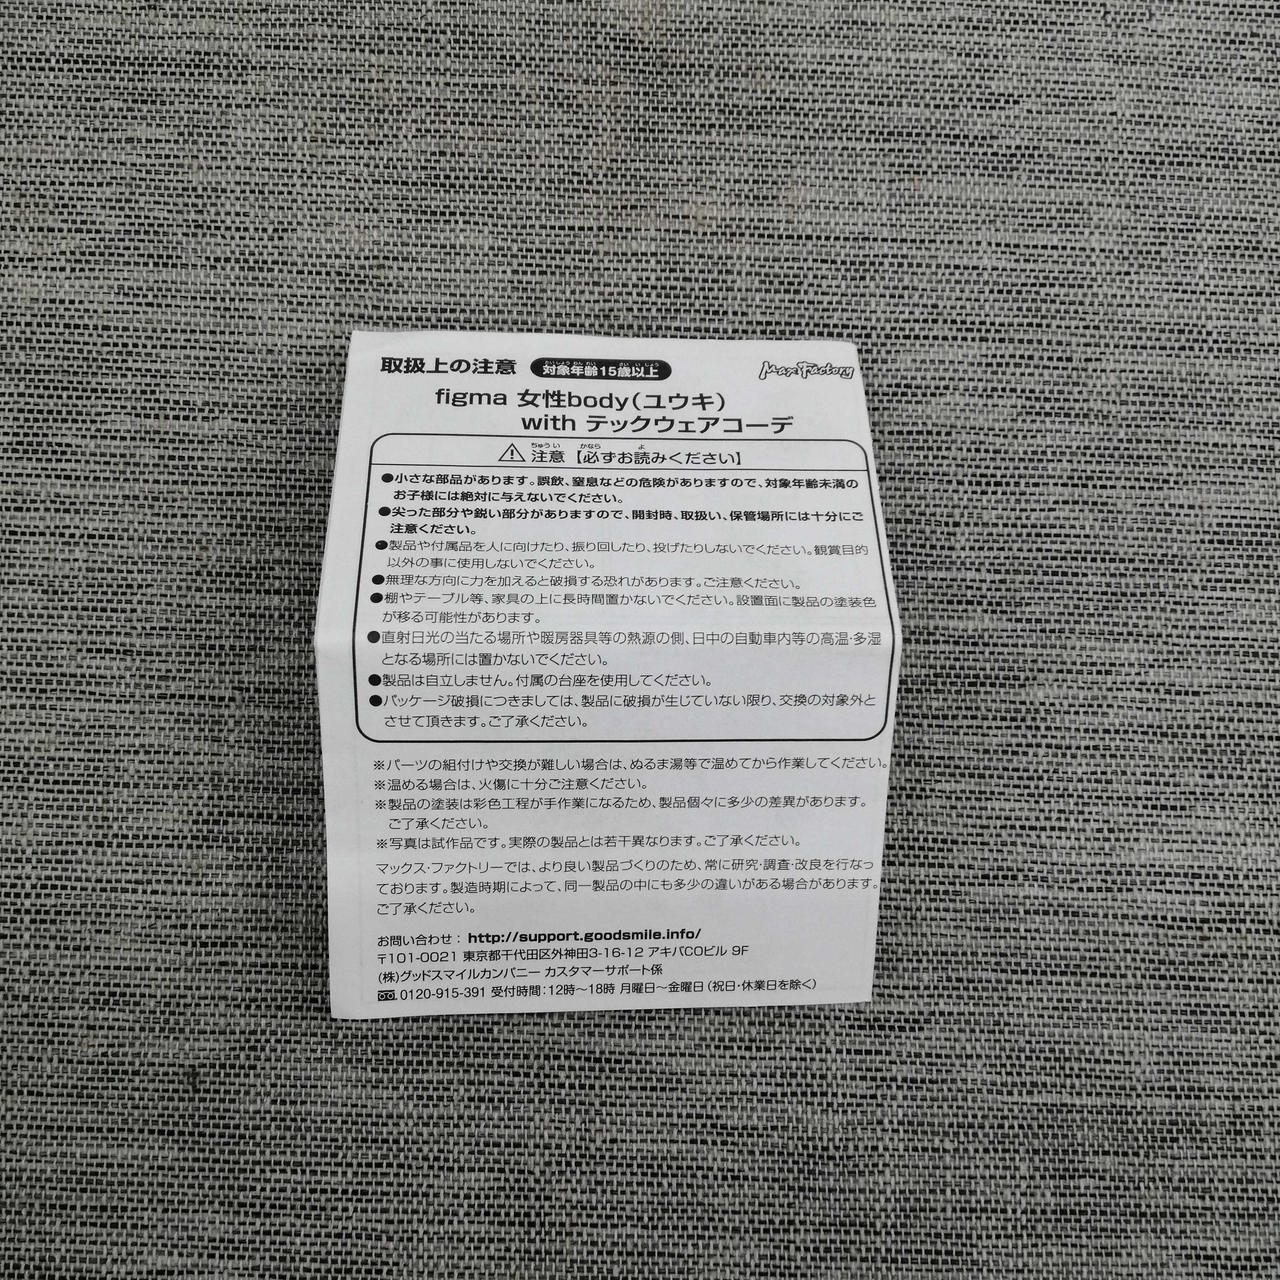 取扱上の注意 対象年齢15歳以上 Max Factory
たいしょうねんれい さいいじょう
figma 女性body(ユウキ)
with テックウェアコーデ
ちゅうい かなら よ
⚠ 注意【必ずお読みください】
●小さな部品があります。誤飲、窒息などの危険がありますので、対象年齢未満の
お子様には絶対に与えないでください。
●尖った部分や鋭い部分がありますので、開封時、取扱い、保管場所には十分にご
注意ください。
●製品や付属品を人に向けたり、振り回したり、投げたりしないでください。観賞目的
以外の事に使用しないでください。
●無理な方向に力を加えると破損する恐れがあります。ご注意ください。
●棚やテーブル等、家具の上に長時間置かないでください。設置面に製品の塗装色
が移る可能性があります。
●直射日光の当たる場所や暖房器具等の熱源の側、日中の自動車内等の高温・多湿
となる場所には置かないでください。
●製品は自立しません。付属の台座を使用してください。
●パッケージ破損につきましては、製品に破損が生じていない限り、交換の対象外と
させて頂きます。ご了承ください。
※パーツの組付けや交換が難しい場合は、ぬるま湯等で温めてから作業してください。
※温める場合は、火傷に十分ご注意ください。
※製品の塗装は彩色工程が手作業になるため、製品個々に多少の差異があります。
ご了承ください。
※写真は試作品です。実際の製品とは若干異なります。ご了承ください。
マックス・ファクトリーでは、より良い製品づくりのため、常に研究・調査・改良を行なっ
ております。製造時期によって、同一製品の中にも多少の違いがある場合があります。
ご了承ください。
お問い合わせ： http://support.goodsmile.info/
〒101-0021 東京都千代田区外神田3-16-12 アキバCOビル 9F
(株)グッドスマイルカンパニー カスタマーサポート係
0120-915-391 受付時間：12時～18時 月曜日～金曜日（祝日・休業日を除く）